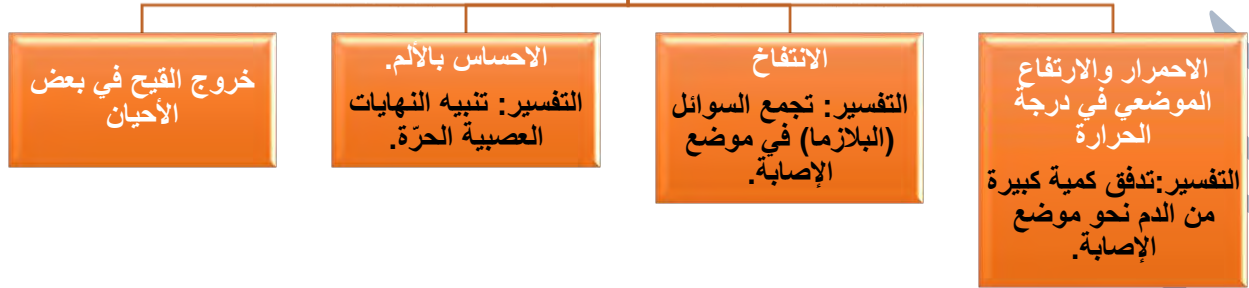 الاحمرار والارتفاع
الموضعي في درجة
الحرارة
التفسير:تدفق كمية كبيرة
من الدم نحو موضع
الإصابة.
الانتفاخ
التفسير: تجمع السوائل
(البلازما) في موضع
الإصابة.
الاحساس بالألم.
التفسير: تنبيه النهايات
العصبية الحرّة.
خروج القيح في بعض
الأحيان